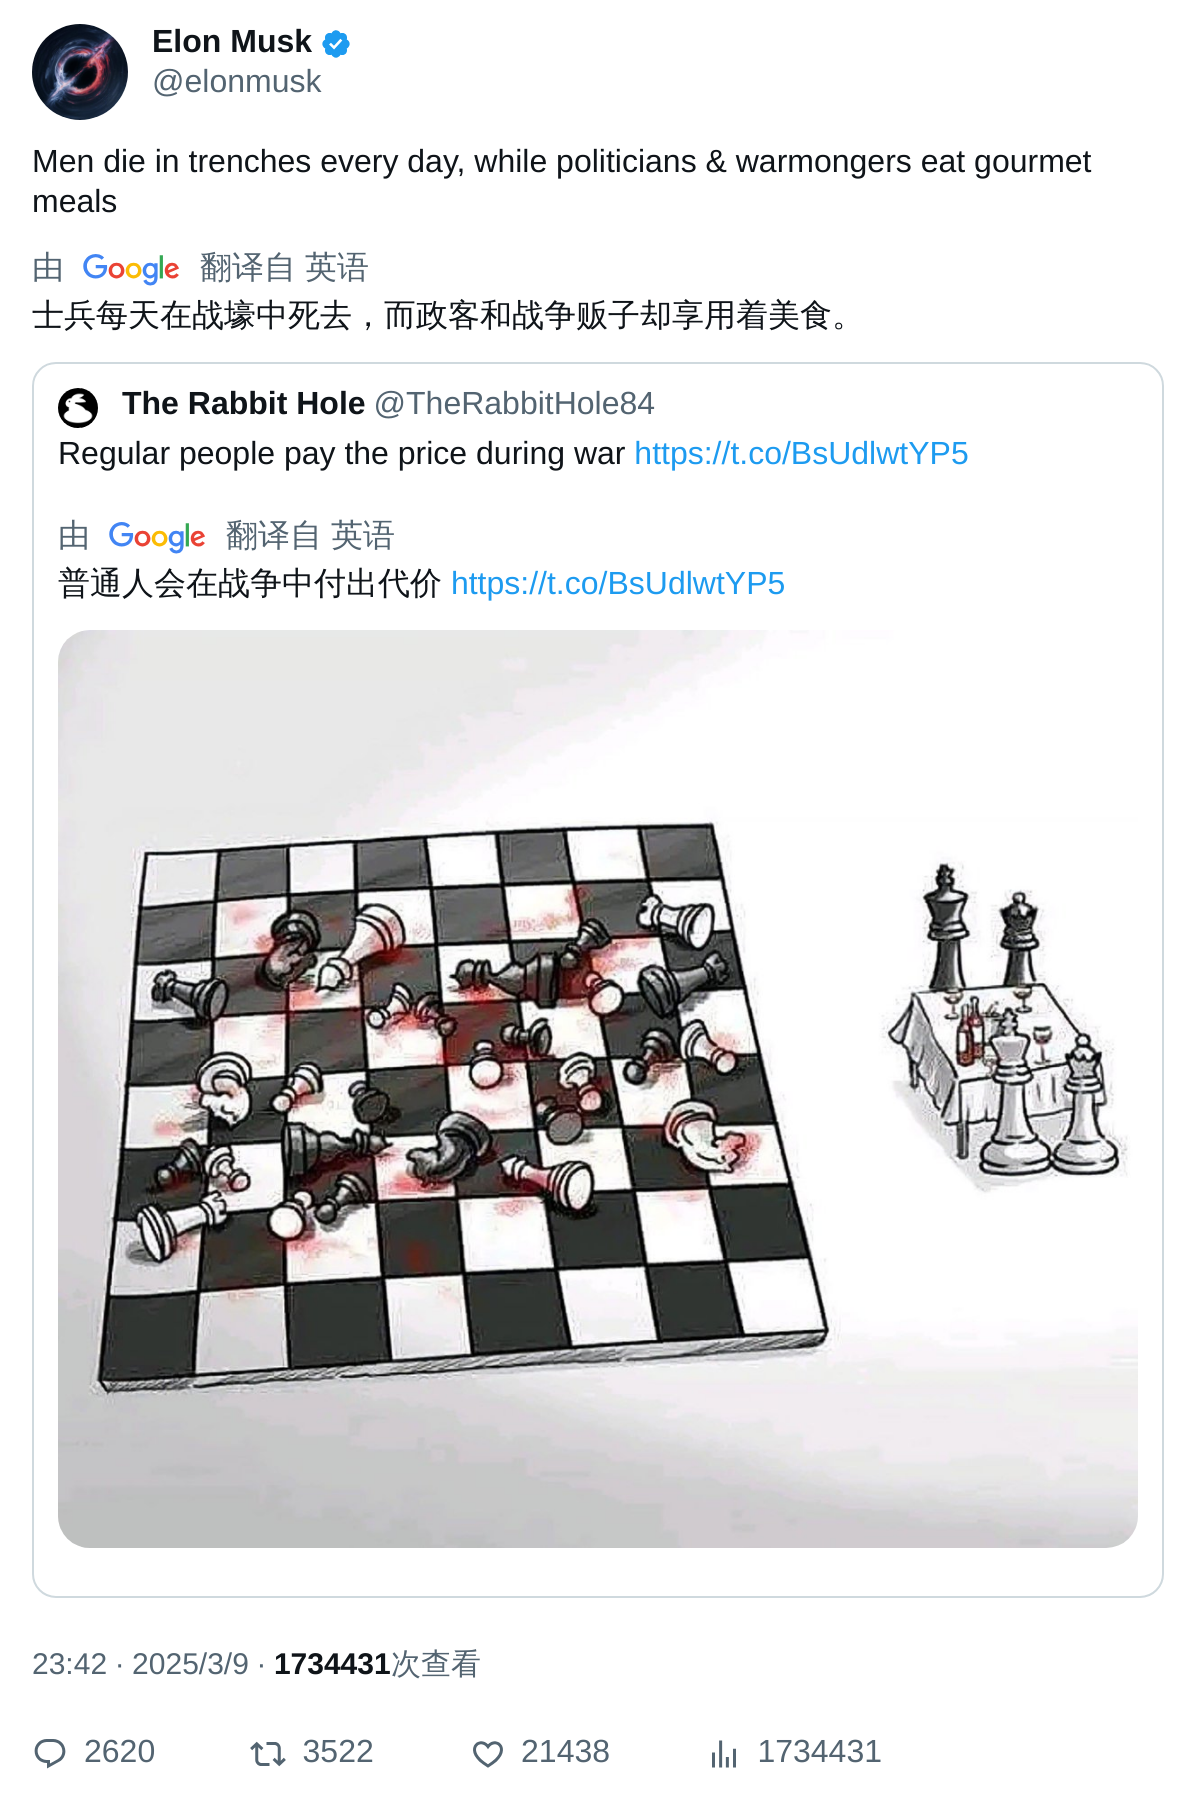 Elon Musk
@elonmusk
Men die in trenches every day, while politicians & warmongers eat gourmet
meals
由 Google 翻译自 英语
士兵每天在战壕中死去，而政客和战争贩子却享用着美食。
The Rabbit Hole @TheRabbitHole84
Regular people pay the price during war https://t.co/BsUdlwtYP5
由 Google 翻译自 英语
普通人会在战争中付出代价 https://t.co/BsUdlwtYP5
23:42 · 2025/3/9 · 1734431次查看
2620 3522 21438 1734431